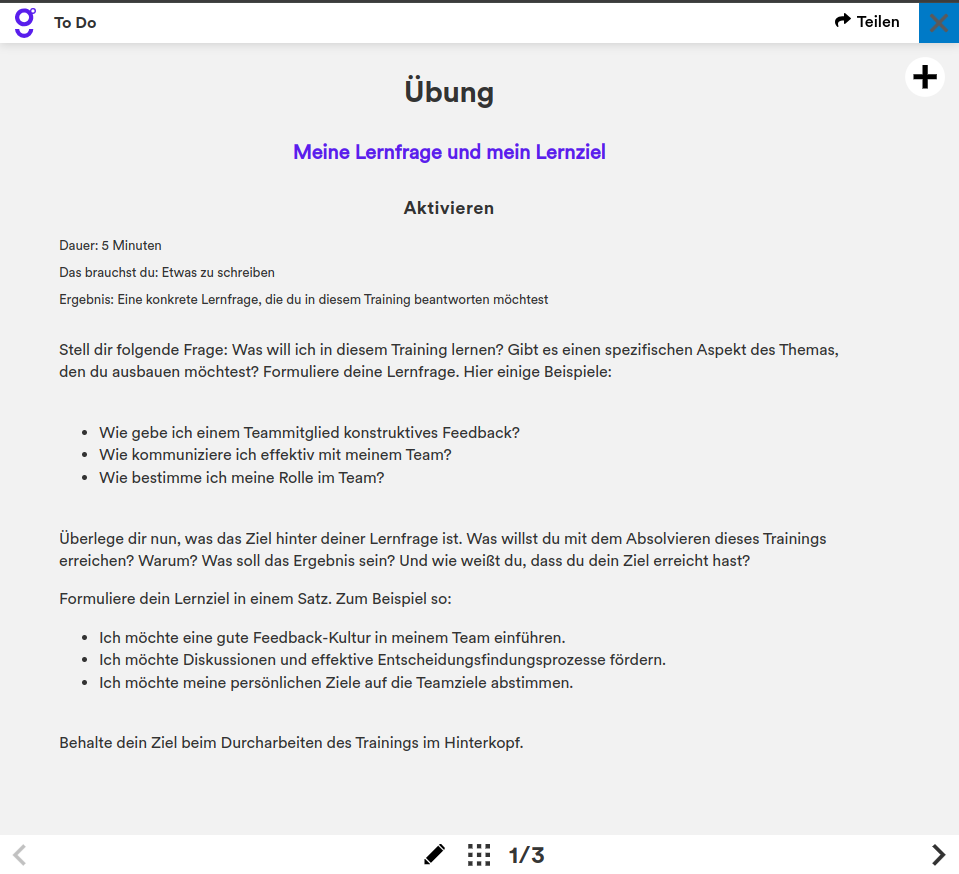 To Do
Teilen
Übung
Meine Lernfrage und mein Lernziel
Aktivieren
Dauer: 5 Minuten
Das brauchst du: Etwas zu schreiben
Ergebnis: Eine konkrete Lernfrage, die du in diesem Training beantworten möchtest
Stell dir folgende Frage: Was will ich in diesem Training lernen? Gibt es einen spezifischen Aspekt des Themas,
den du ausbauen möchtest? Formuliere deine Lernfrage. Hier einige Beispiele:
• Wie gebe ich einem Teammitglied konstruktives Feedback?
• Wie kommuniziere ich effektiv mit meinem Team?
• Wie bestimme ich meine Rolle im Team?
Überlege dir nun, was das Ziel hinter deiner Lernfrage ist. Was willst du mit dem Absolvieren dieses Trainings
erreichen? Warum? Was soll das Ergebnis sein? Und wie weißt du, dass du dein Ziel erreicht hast?
Formuliere dein Lernziel in einem Satz. Zum Beispiel so:
• Ich möchte eine gute Feedback-Kultur in meinem Team einführen.
• Ich möchte Diskussionen und effektive Entscheidungsfindungsprozesse fördern.
• Ich möchte meine persönlichen Ziele auf die Teamziele abstimmen.
Behalte dein Ziel beim Durcharbeiten des Trainings im Hinterkopf.
1/3